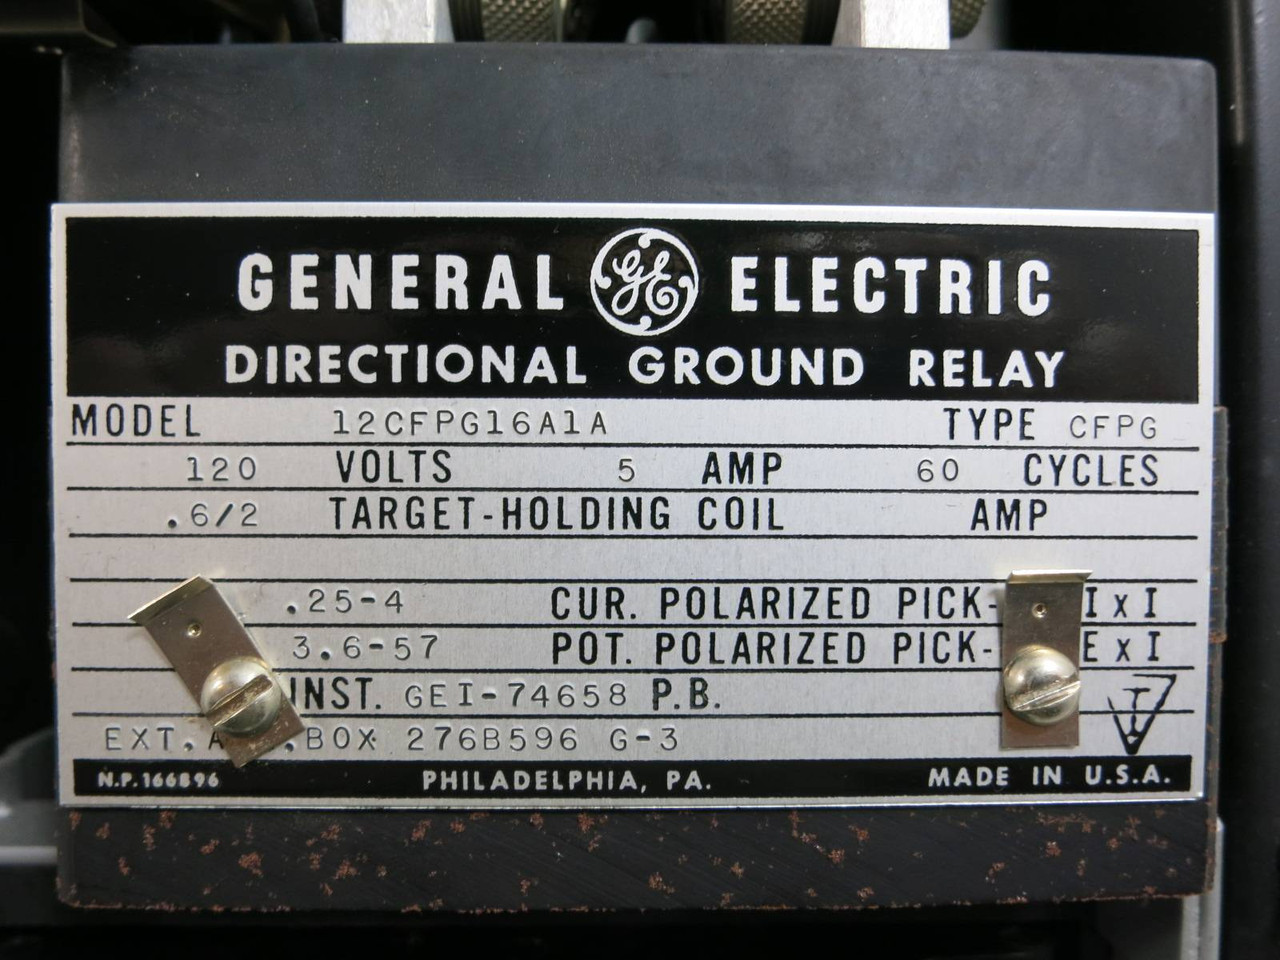 GENERAL GE ELECTRIC
DIRECTIONAL GROUND RELAY
MODEL 12CFPG16A1A TYPE CFPG
120 VOLTS 5 AMP 60 CYCLES
.6/2 TARGET-HOLDING COIL AMP
.25-4 CUR. POLARIZED PICK- I x I
3.6-57 POT. POLARIZED PICK- E x I
INST. GEI-74658 P.B.
EXT. BOX 276B596 G-3
N.P.166896 PHILADELPHIA, PA. MADE IN U.S.A.